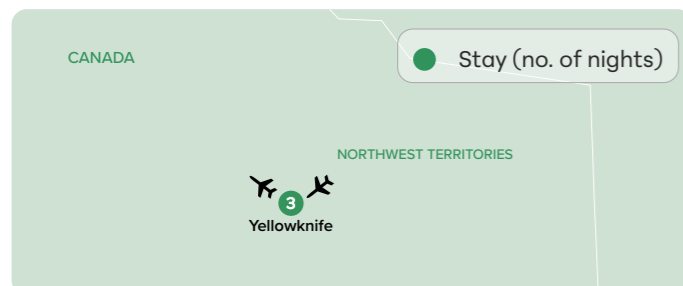 CANADA
Stay (no. of nights)
NORTHWEST TERRITORIES
3
Yellowknife